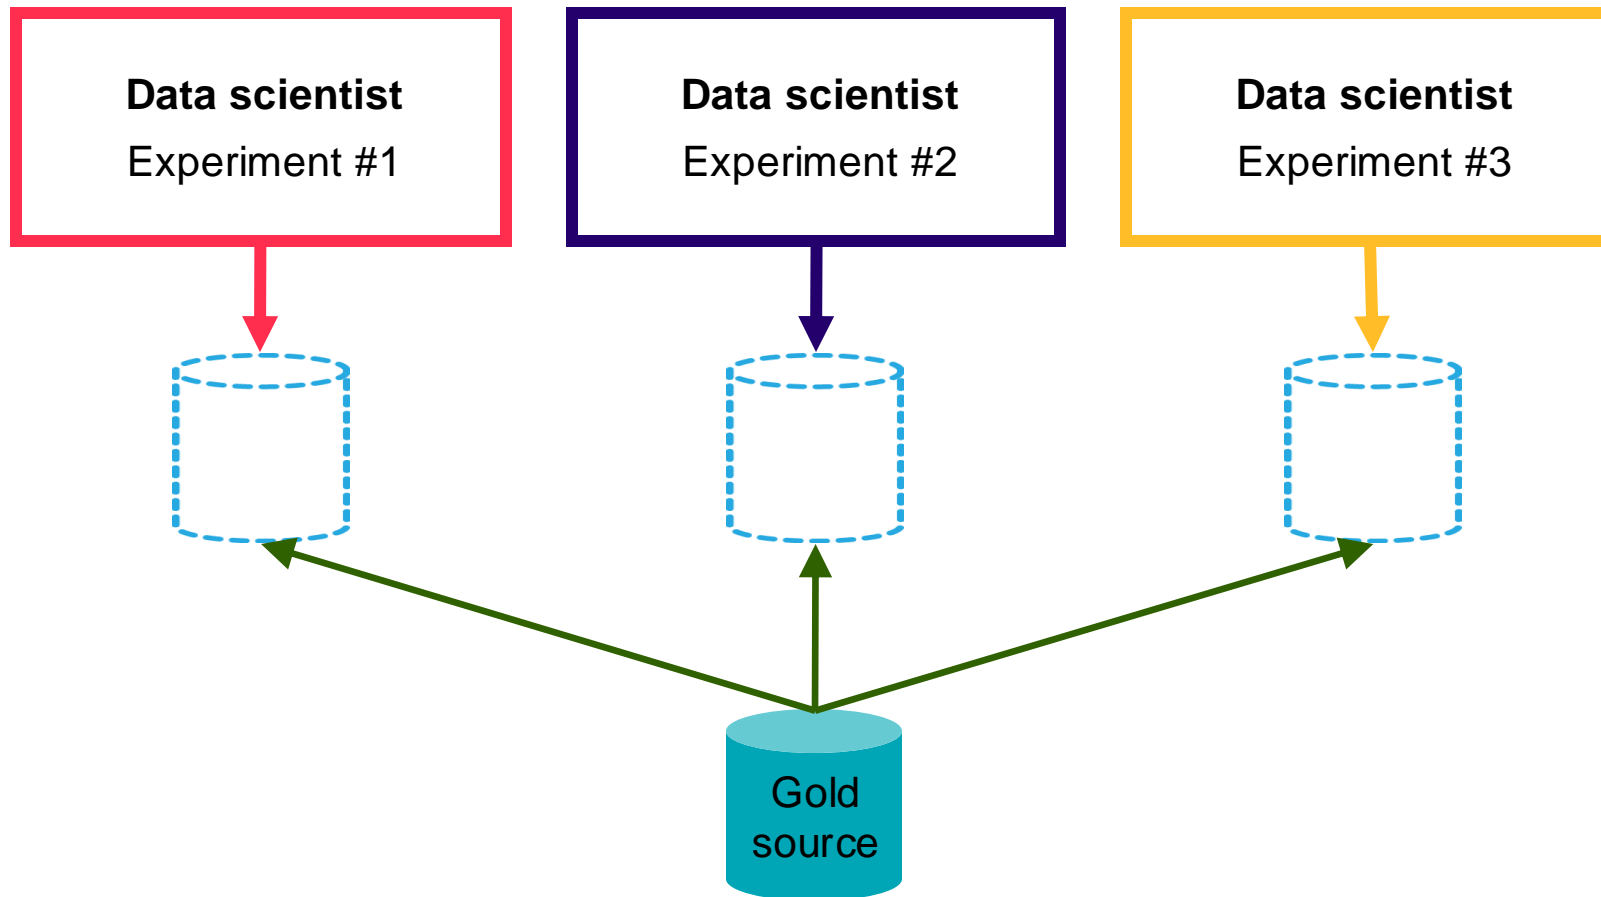 Data scientist
Experiment #1
Data scientist
Experiment #2
Data scientist
Experiment #3
Gold
source